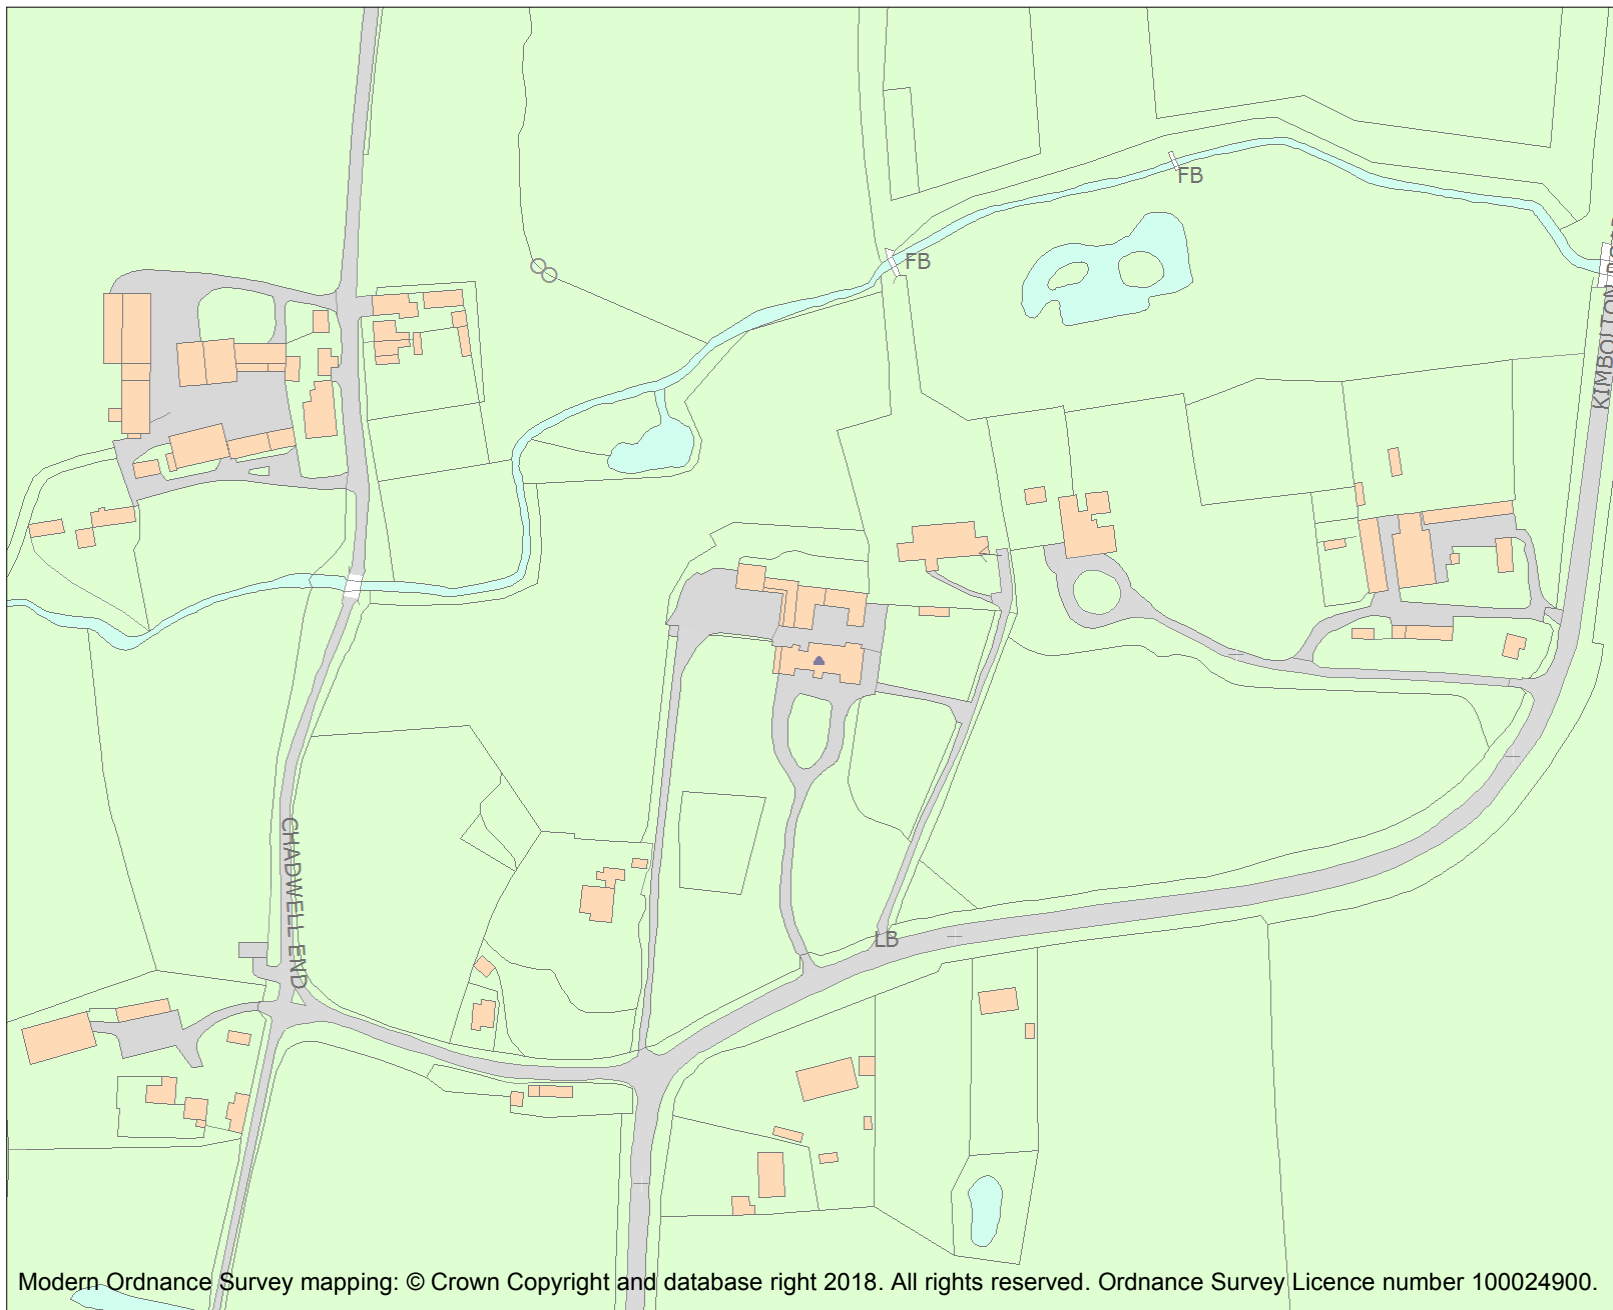 FB
FB
KIMBOLTON ROAD
CHADWELL END
LB
Modern Ordnance Survey mapping: © Crown Copyright and database right 2018. All rights reserved. Ordnance Survey Licence number 100024900.